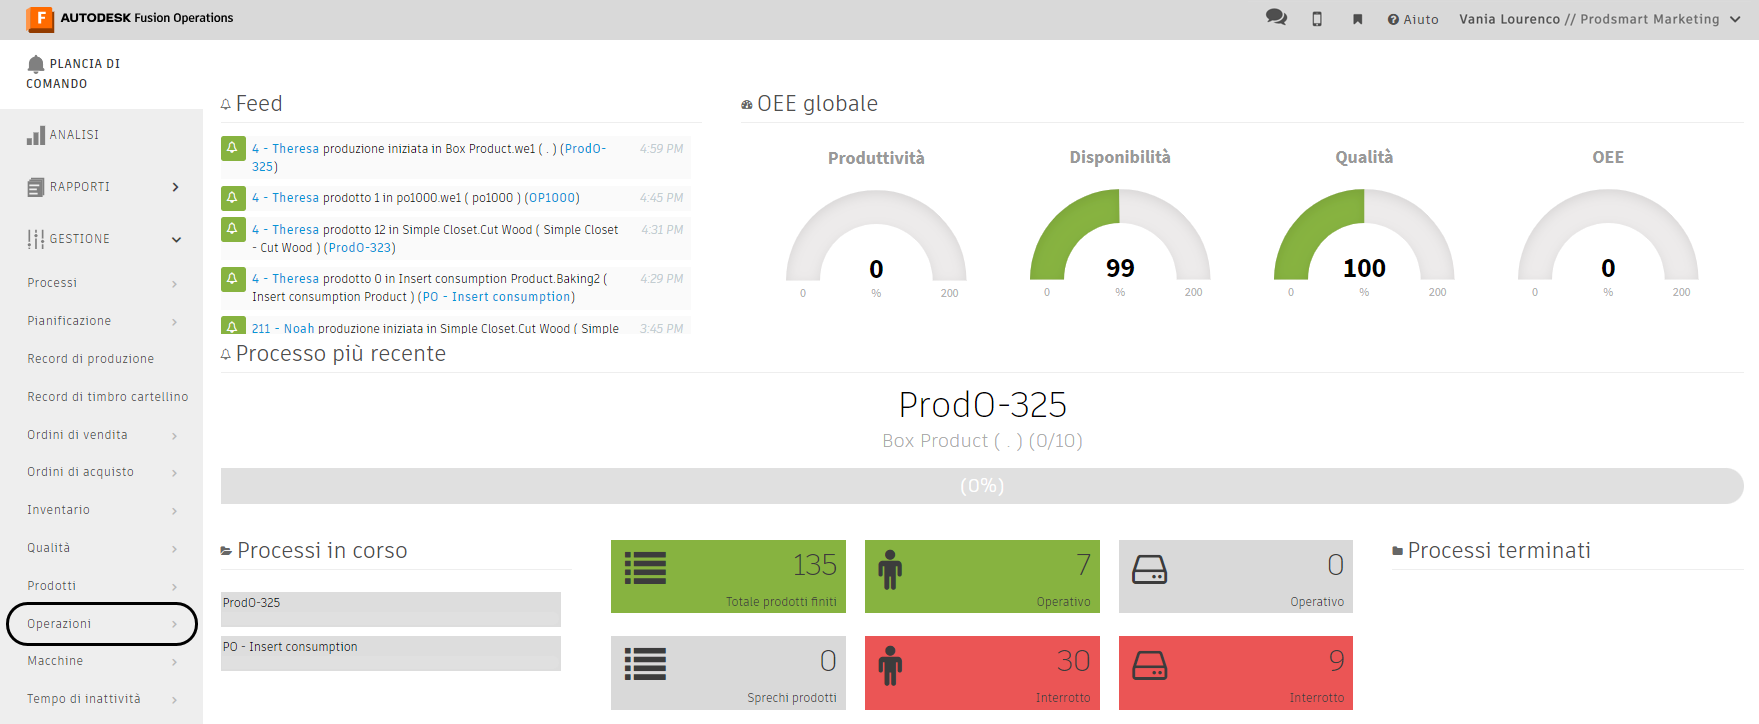 F AUTODESK Fusion Operations
Aiuto
Vania Lourenco // Prodsmart Marketing
PLANCIA DI
COMANDO
ANALISI
RAPPORTI
GESTIONE
Processi
Pianificazione
Record di produzione
Record di timbro cartellino
Ordini di vendita
Ordini di acquisto
Inventario
Qualità
Prodotti
Operazioni
Macchine
Tempo di inattività
Feed
4 - Theresa produzione iniziata in Box Product.we1 ( . ) (ProdO-
325)
4:59 PM
4 - Theresa prodotto 1 in po1000.we1 ( po1000 ) (OP1000)
4:45 PM
4 - Theresa prodotto 12 in Simple Closet.Cut Wood ( Simple Closet
- Cut Wood ) (ProdO-323)
4:31 PM
4 - Theresa prodotto 0 in Insert consumption Product.Baking2 (
Insert consumption Product ) (PO - Insert consumption)
4:29 PM
211 - Noah produzione iniziata in Simple Closet.Cut Wood ( Simple
3:45 PM
OEE globale
Produttività
0
0 % 200
Disponibilità
99
0 % 200
Qualità
100
0 % 200
OEE
0
0 % 200
Processo più recente
ProdO-325
Box Product ( . ) (0/10)
(0%)
Processi in corso
ProdO-325
PO - Insert consumption
135
Totale prodotti finiti
7
Operativo
0
Operativo
0
Sprechi prodotti
30
Interrotto
9
Interrotto
Processi terminati